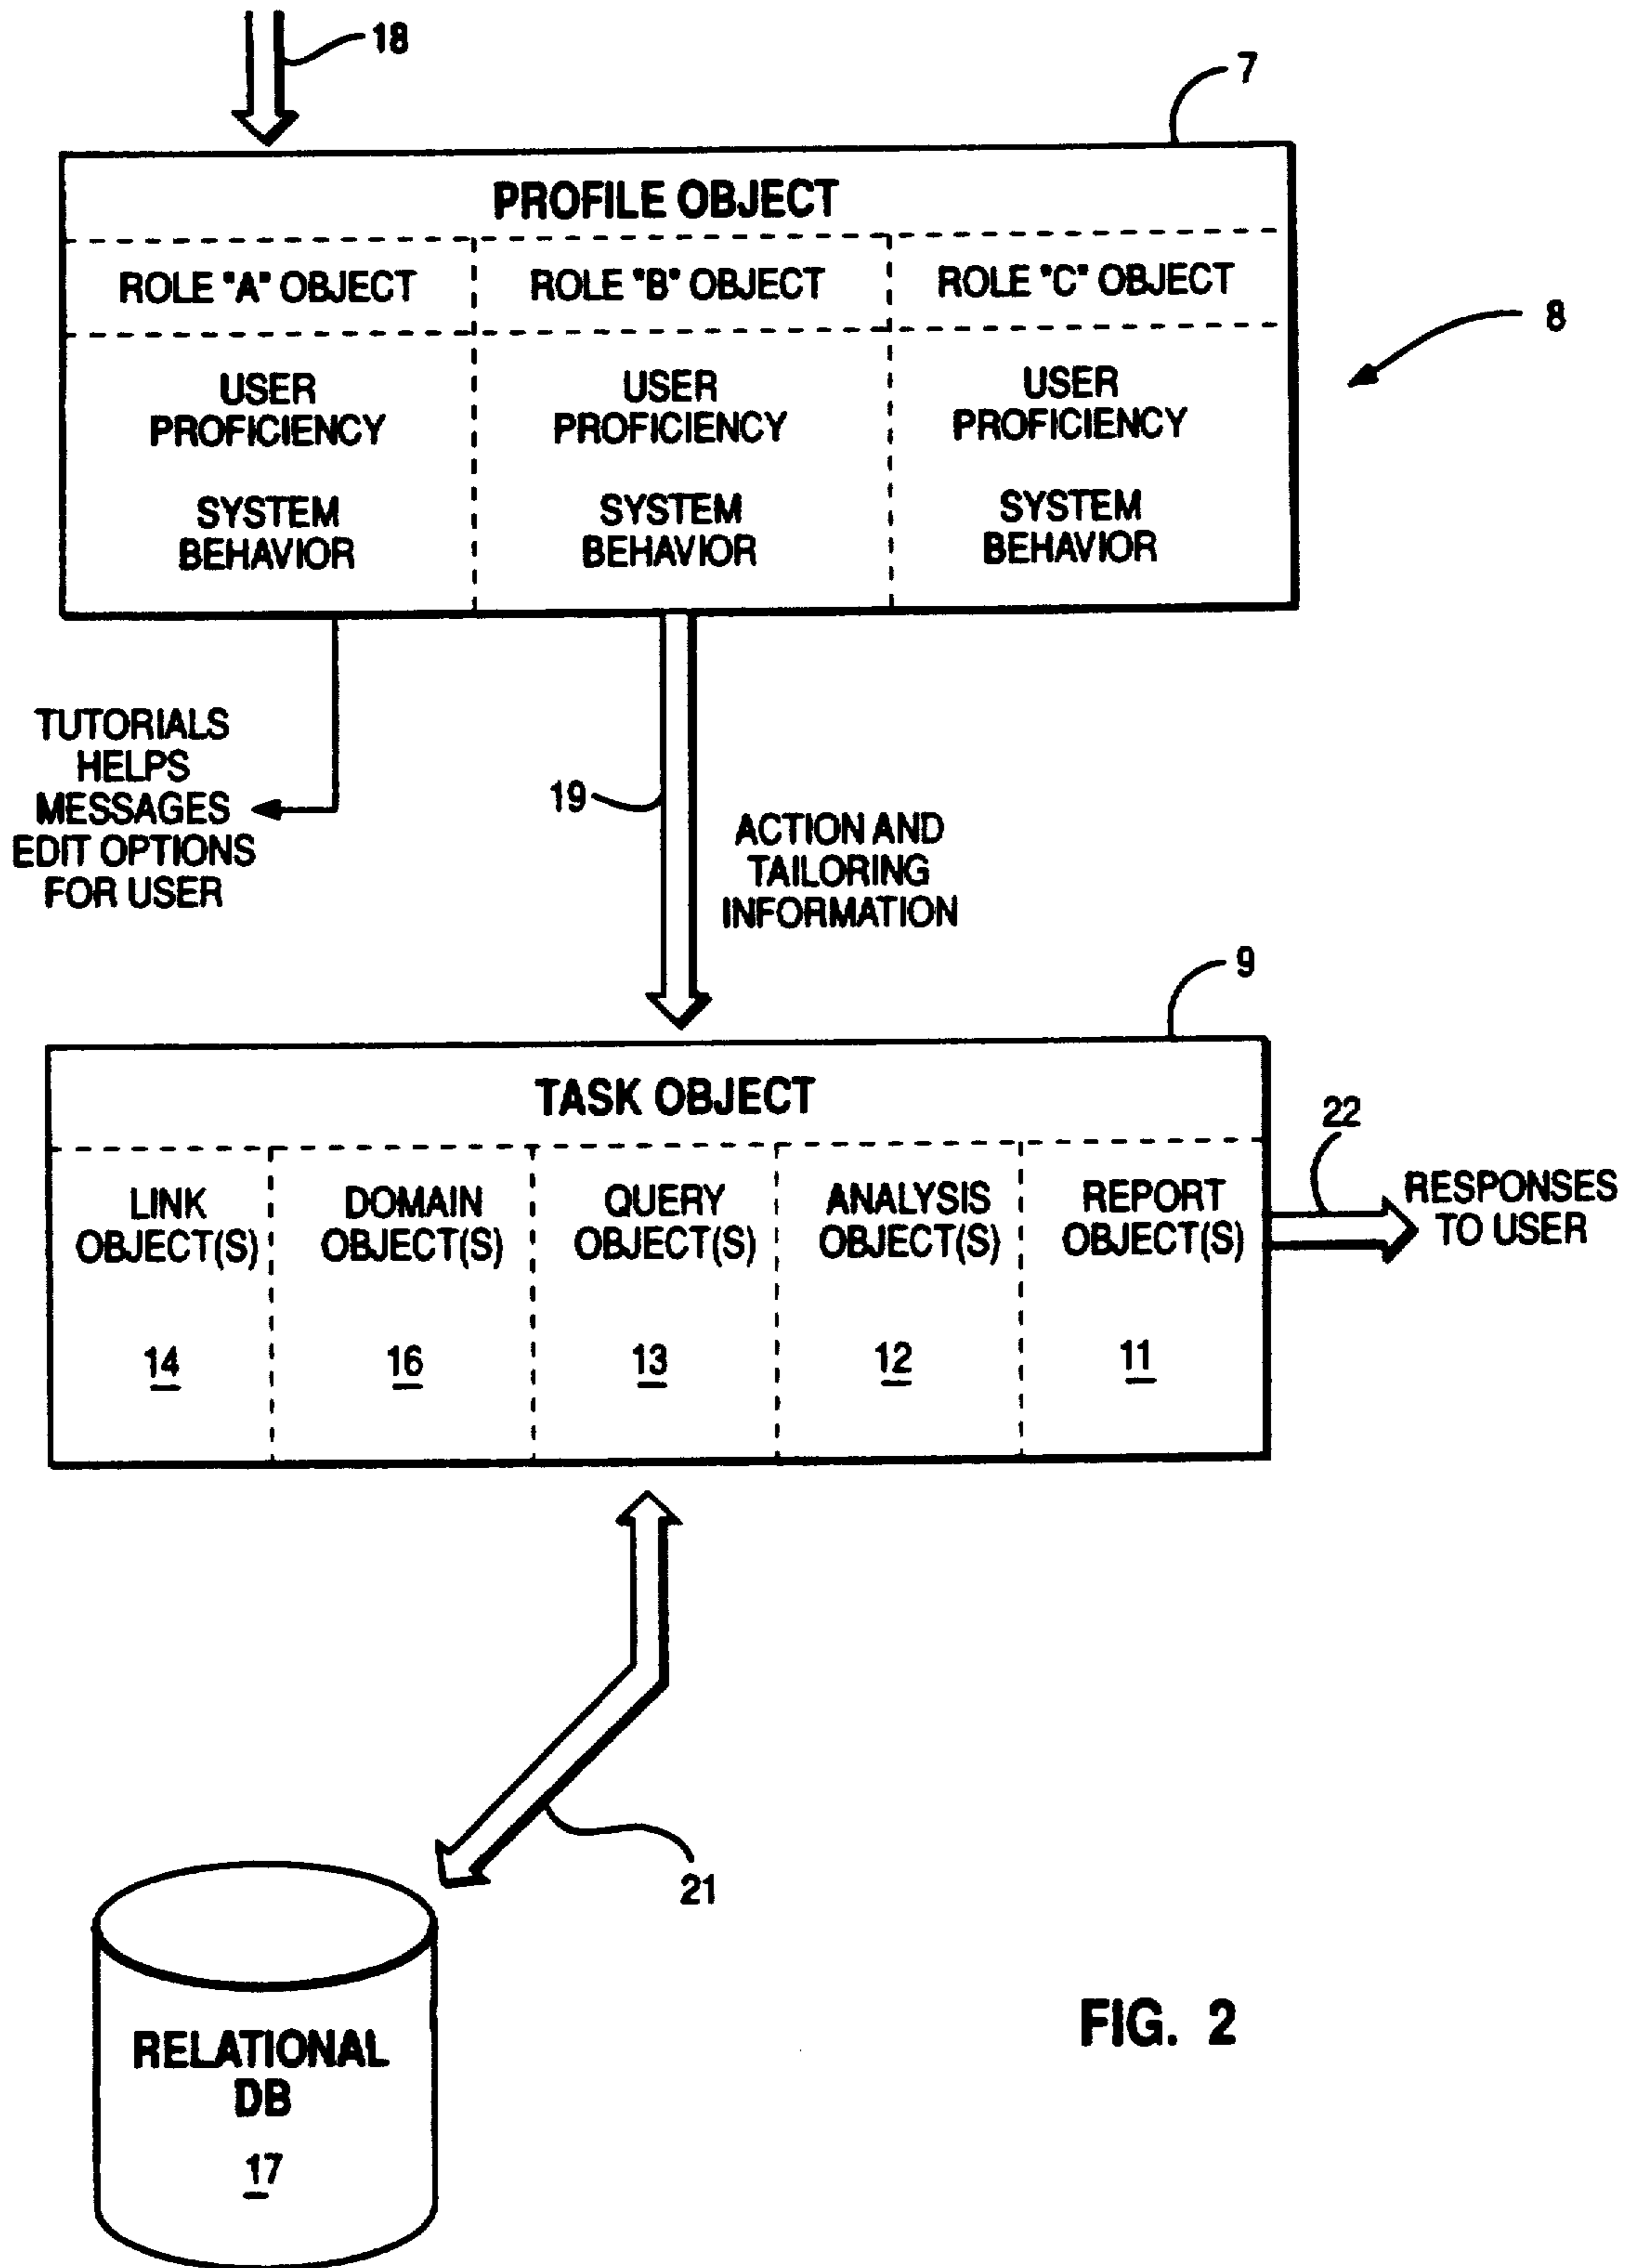 18
7
PROFILE OBJECT
ROLE "A" OBJECT
ROLE "B" OBJECT
ROLE "C" OBJECT
8
USER
PROFICIENCY
SYSTEM
BEHAVIOR
USER
PROFICIENCY
SYSTEM
BEHAVIOR
USER
PROFICIENCY
SYSTEM
BEHAVIOR
TUTORIALS
HELPS
MESSAGES
EDIT OPTIONS
FOR USER
19
ACTION AND
TAILORING
INFORMATION
9
TASK OBJECT
LINK
OBJECT(S)
14
DOMAIN
OBJECT(S)
16
QUERY
OBJECT(S)
13
ANALYSIS
OBJECT(S)
12
REPORT
OBJECT(S)
11
22
RESPONSES
TO USER
21
RELATIONAL
DB
17
FIG. 2